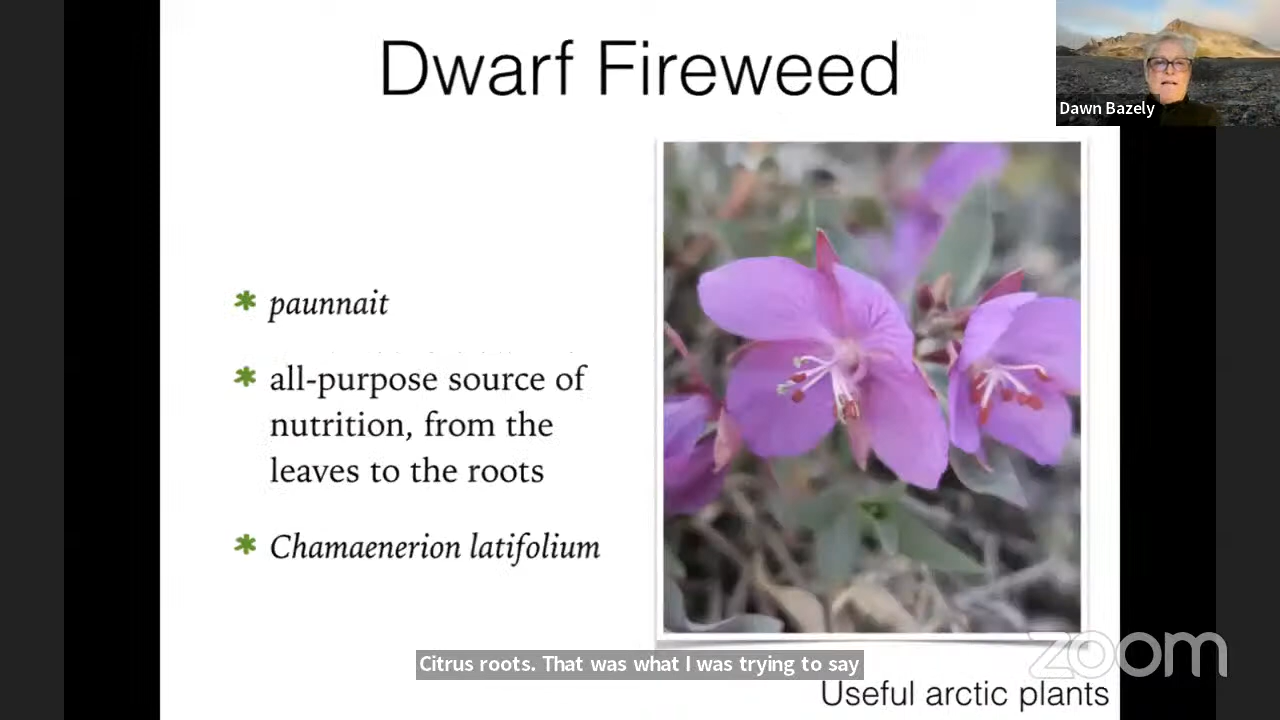 Dwarf Fireweed
Dawn Bazely
* paunnait
* all-purpose source of
nutrition, from the
leaves to the roots
* Chamaenerion latifolium
Citrus roots. That was what I was trying to say
zoom
Useful arctic plants